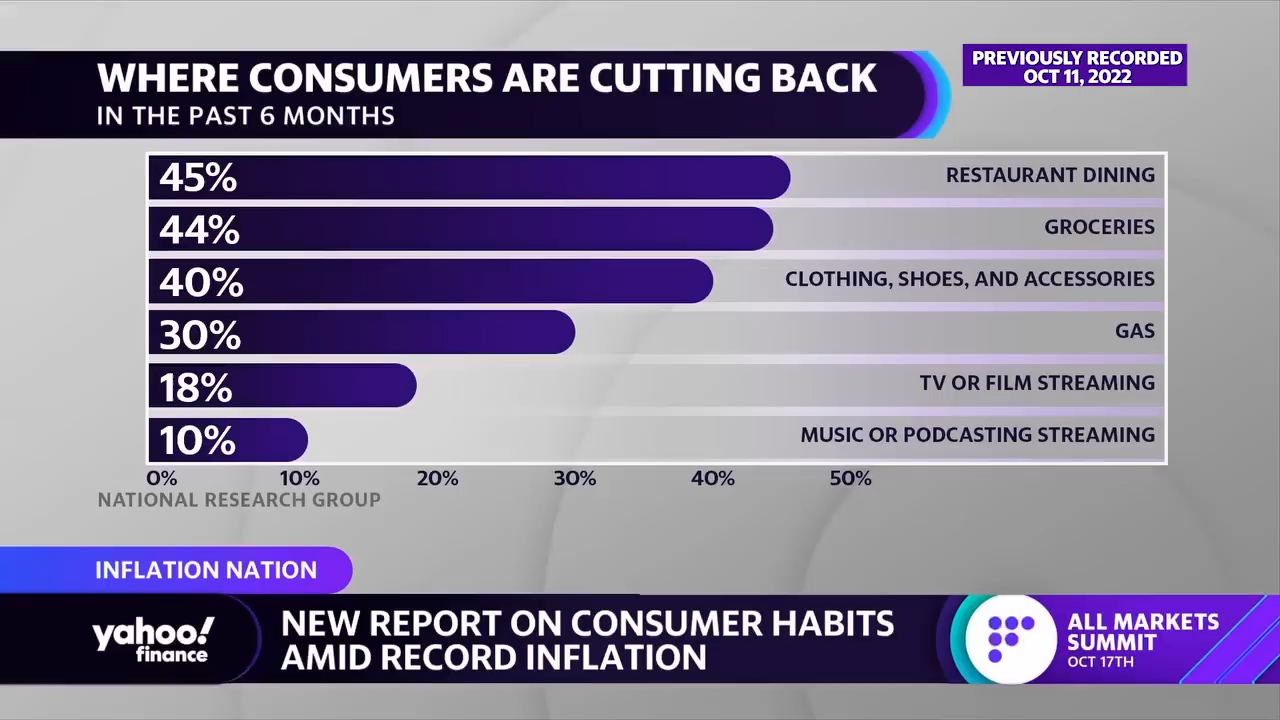 WHERE CONSUMERS ARE CUTTING BACK
IN THE PAST 6 MONTHS
PREVIOUSLY RECORDED
OCT 11, 2022
45% RESTAURANT DINING
44% GROCERIES
40% CLOTHING, SHOES, AND ACCESSORIES
30% GAS
18% TV OR FILM STREAMING
10% MUSIC OR PODCASTING STREAMING
0% 10% 20% 30% 40% 50%
NATIONAL RESEARCH GROUP
INFLATION NATION
yahoo!
finance
NEW REPORT ON CONSUMER HABITS
AMID RECORD INFLATION
ALL MARKETS
SUMMIT
OCT 17TH